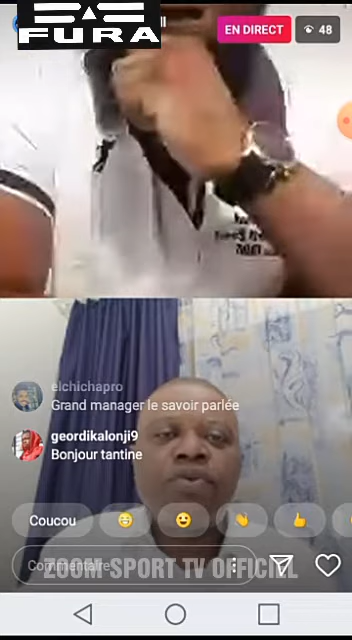 FURA
EN DIRECT
48
elchichapro
Grand manager le savoir parlée
geordikalonji9
Bonjour tantine
Coucou
Commentaire
ZOOM SPORT TV OFFICIEL